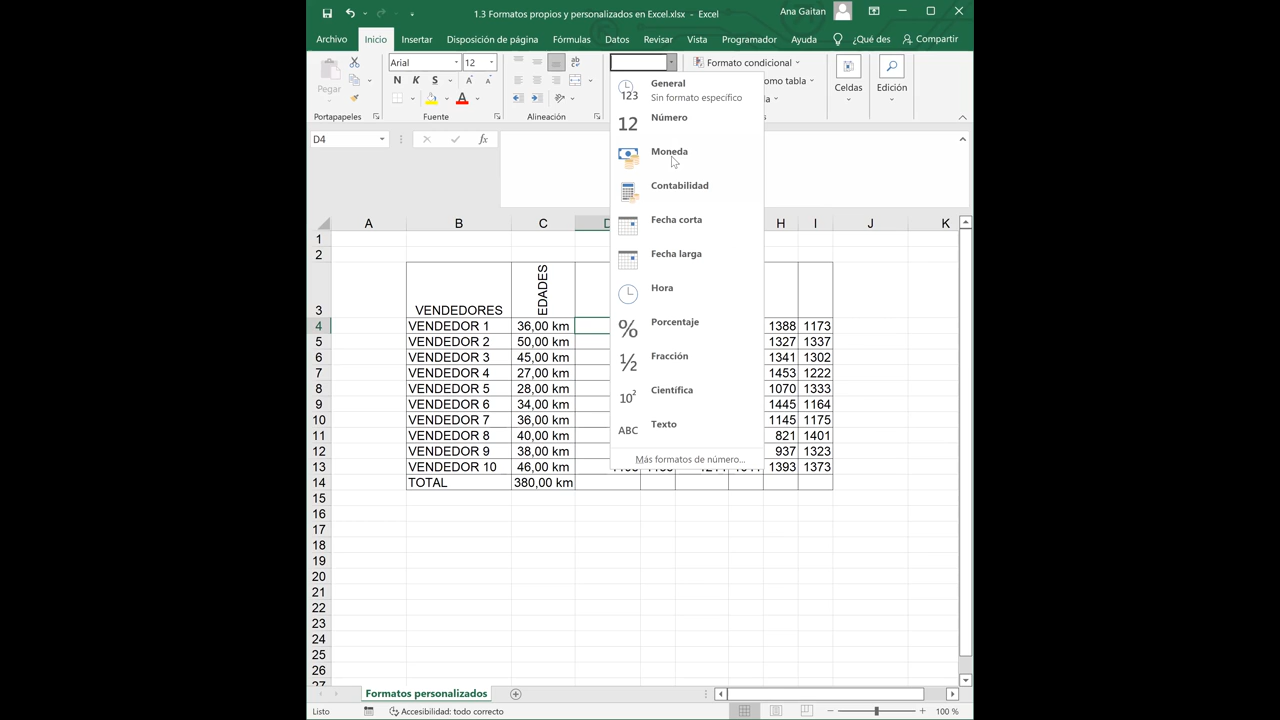 1.3 Formatos propios y personalizados en Excel.xlsx - Excel
Ana Gaitan
Archivo Inicio Insertar Disposición de página Fórmulas Datos Revisar Vista Programador Ayuda ¿Qué des Compartir
Pegar
Arial 12
N K S
Formato condicional
omo tabla
Celdas
Edición
Portapapeles Fuente Alineación
General
Sin formato específico
Número
Moneda
Contabilidad
Fecha corta
Fecha larga
Hora
Porcentaje
Fracción
Científica
Texto
Más formatos de número...
D4
fx
A B C D H I J K
1
2
3 VENDEDORES EDADES
4 VENDEDOR 1 36,00 km 1388 1173
5 VENDEDOR 2 50,00 km 1327 1337
6 VENDEDOR 3 45,00 km 1341 1302
7 VENDEDOR 4 27,00 km 1453 1222
8 VENDEDOR 5 28,00 km 1070 1333
9 VENDEDOR 6 34,00 km 1445 1164
10 VENDEDOR 7 36,00 km 1145 1175
11 VENDEDOR 8 40,00 km 821 1401
12 VENDEDOR 9 38,00 km 937 1323
13 VENDEDOR 10 46,00 km 1393 1373
14 TOTAL 380,00 km
15
16
17
18
19
20
21
22
23
24
25
26
Formatos personalizados
Listo Accesibilidad: todo correcto 100 %